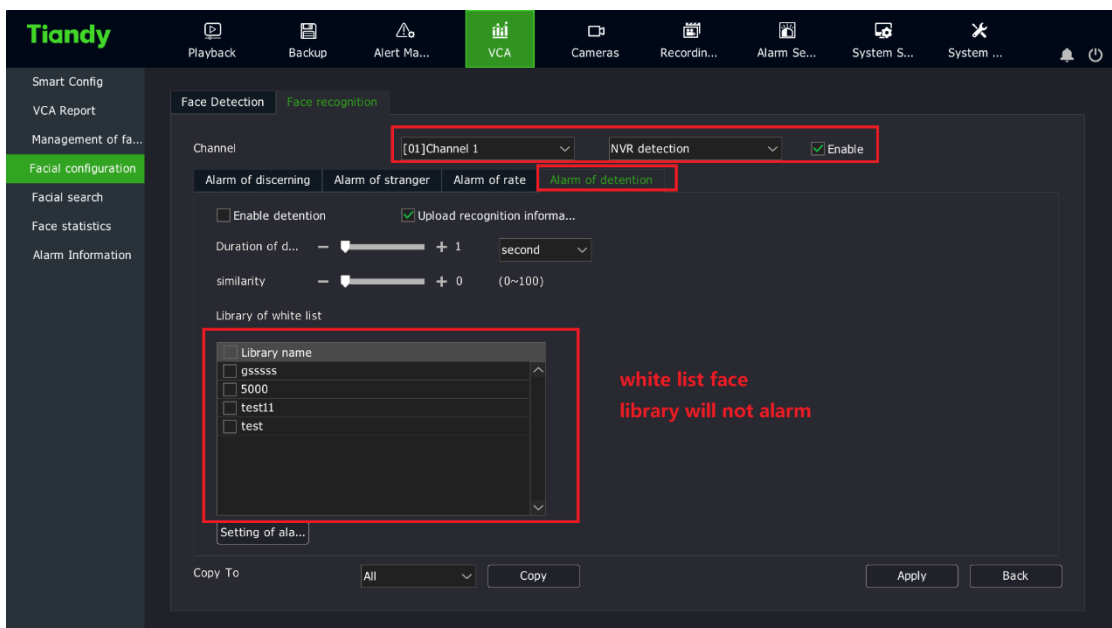 Tiandy
Playback Backup Alert Ma... VCA Cameras Recordin... Alarm Se... System S... System ...
Smart Config
VCA Report
Management of fa...
Facial configuration
Facial search
Face statistics
Alarm Information
Face Detection Face recognition
Channel [01]Channel 1 NVR detection Enable
Alarm of discerning Alarm of stranger Alarm of rate Alarm of detention
Enable detention Upload recognition informa...
Duration of d... 1 second
similarity 0 (0~100)
Library of white list
Library name
gsssss
5000
test11
test
white list face
library will not alarm
Setting of ala...
Copy To All Copy Apply Back